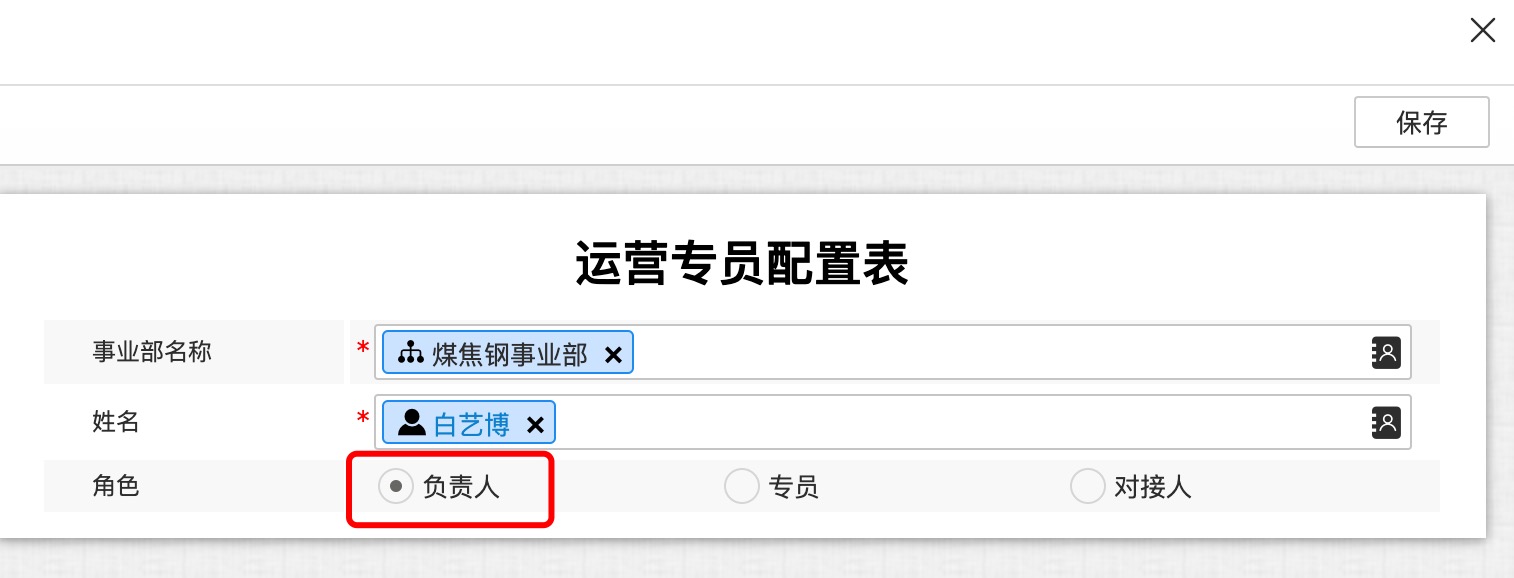 保存
运营专员配置表
事业部名称 * 煤焦钢事业部
姓名 * 白艺博
角色 负责人 专员 对接人